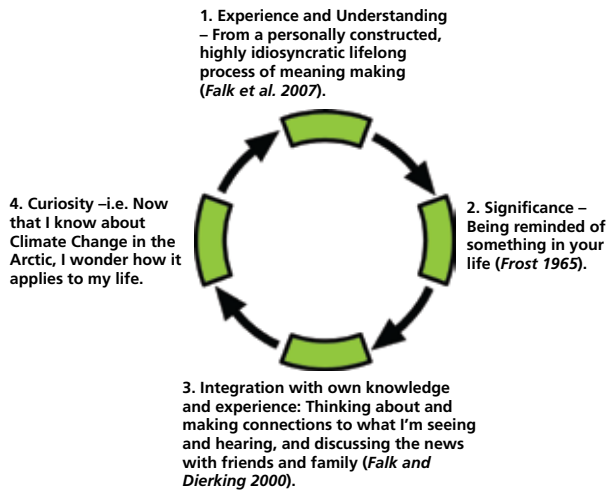 1. Experience and Understanding
– From a personally constructed,
highly idiosyncratic lifelong
process of meaning making
(Falk et al. 2007).
2. Significance –
Being reminded of
something in your
life (Frost 1965).
3. Integration with own knowledge
and experience: Thinking about and
making connections to what I'm seeing
and hearing, and discussing the news
with friends and family (Falk and
Dierking 2000).
4. Curiosity –i.e. Now
that I know about
Climate Change in the
Arctic, I wonder how it
applies to my life.